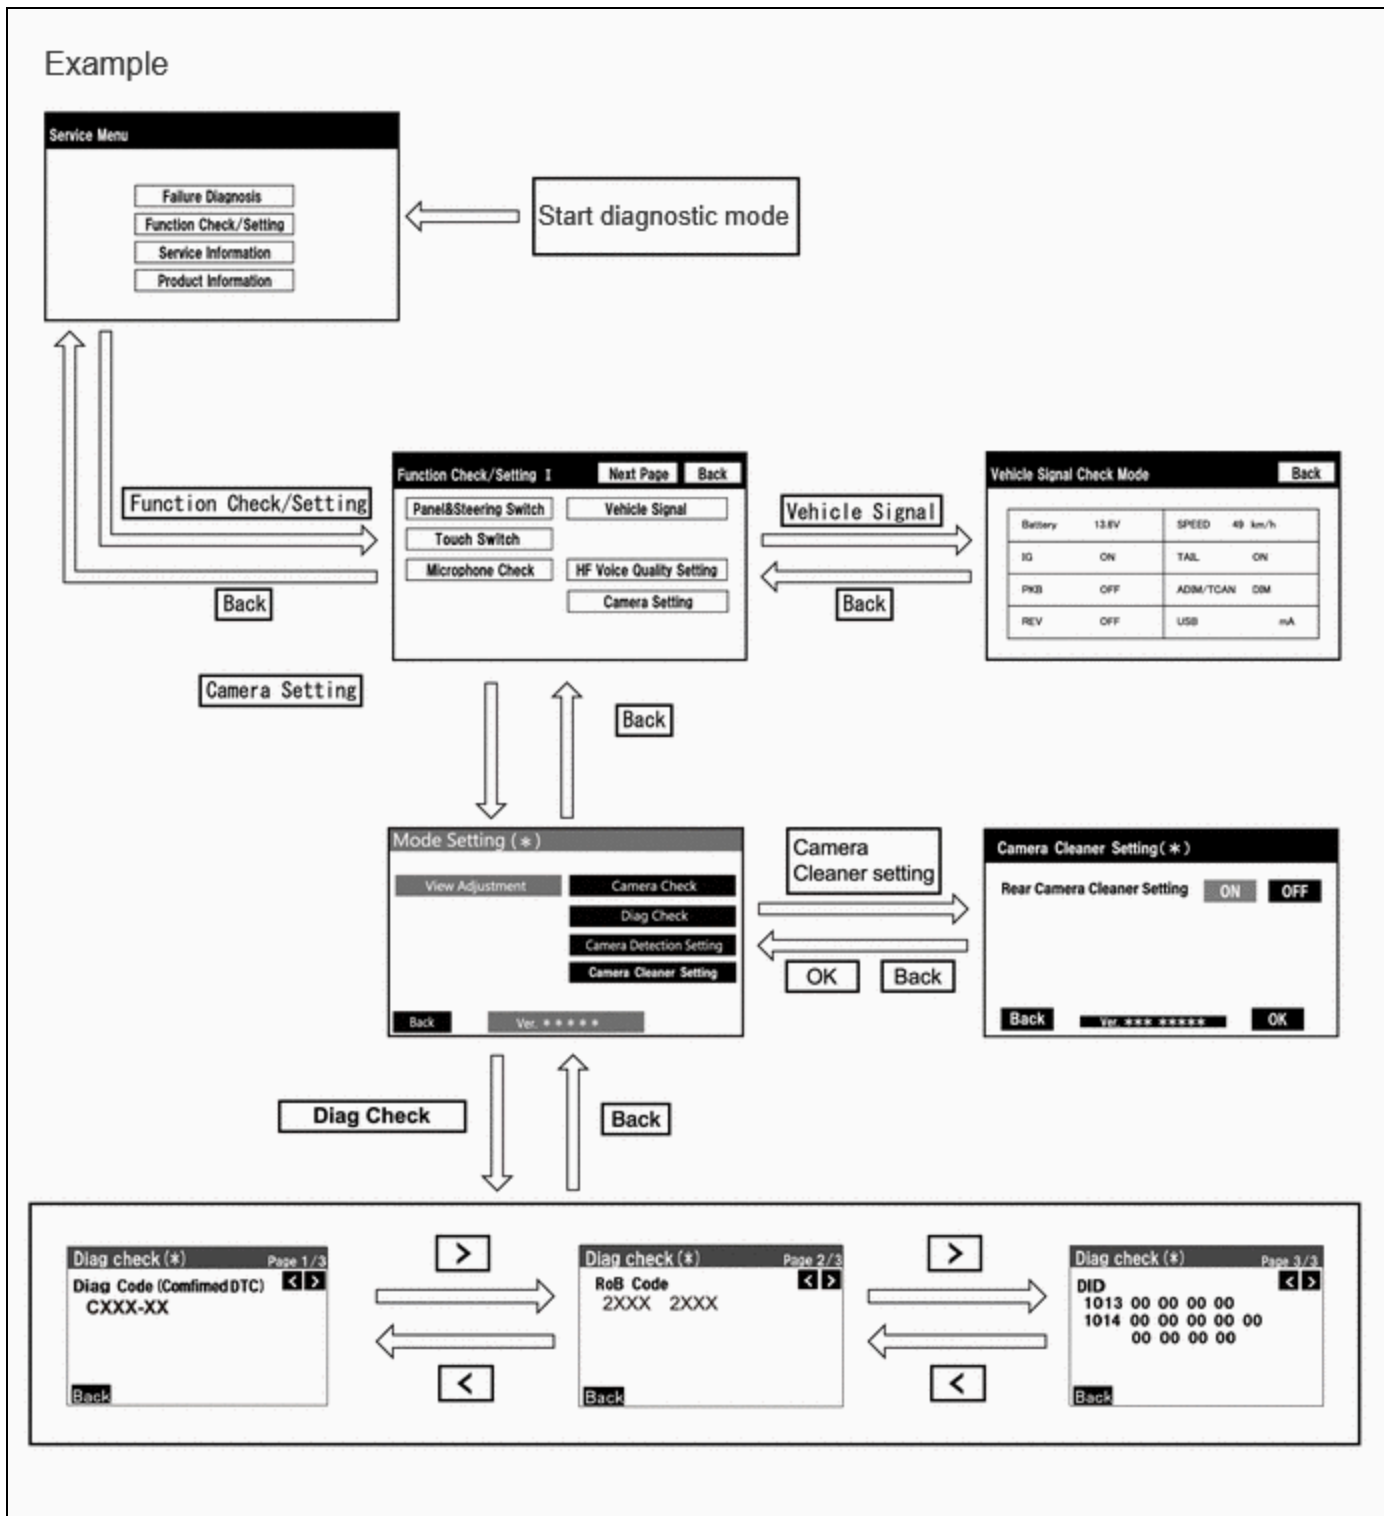 Example
Service Menu
Failure Diagnosis
Function Check/Setting
Service Information
Product Information
Start diagnostic mode
Function Check/Setting
Back
Function Check/Setting I Next Page Back
Panel&Steering Switch Vehicle Signal
Touch Switch
Microphone Check HF Voice Quality Setting
Camera Setting
Vehicle Signal
Back
Vehicle Signal Check Mode Back
Battery 13.6V SPEED 49 km/h
IG ON TAIL ON
PKB OFF ADIM/TCAN DIM
REV OFF USB mA
Camera Setting
Back
Mode Setting (*)
View Adjustment Camera Check
Diag Check
Camera Detection Setting
Camera Cleaner Setting
Back Ver. * * * * *
Camera
Cleaner setting
OK Back
Camera Cleaner Setting(*)
Rear Camera Cleaner Setting ON OFF
Back Ver. *** ***** OK
Diag Check
Back
Diag check (*) Page 1/3
Diag Code (Comfimed DTC) < >
CXXX-XX
Back
>
<
Diag check (*) Page 2/3
RoB Code < >
2XXX 2XXX
Back
>
<
Diag check (*) Page 3/3
DID < >
1013 00 00 00 00
1014 00 00 00 00 00
00 00 00 00
Back